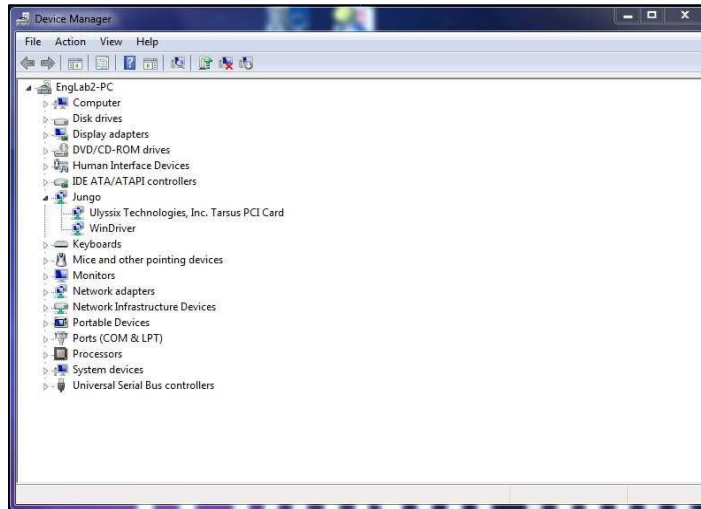 Device Manager
File Action View Help
EngLab2-PC
Computer
Disk drives
Display adapters
DVD/CD-ROM drives
Human Interface Devices
IDE ATA/ATAPI controllers
Jungo
Ulyssix Technologies, Inc. Tarsus PCI Card
WinDriver
Keyboards
Mice and other pointing devices
Monitors
Network adapters
Network Infrastructure Devices
Portable Devices
Ports (COM & LPT)
Processors
System devices
Universal Serial Bus controllers